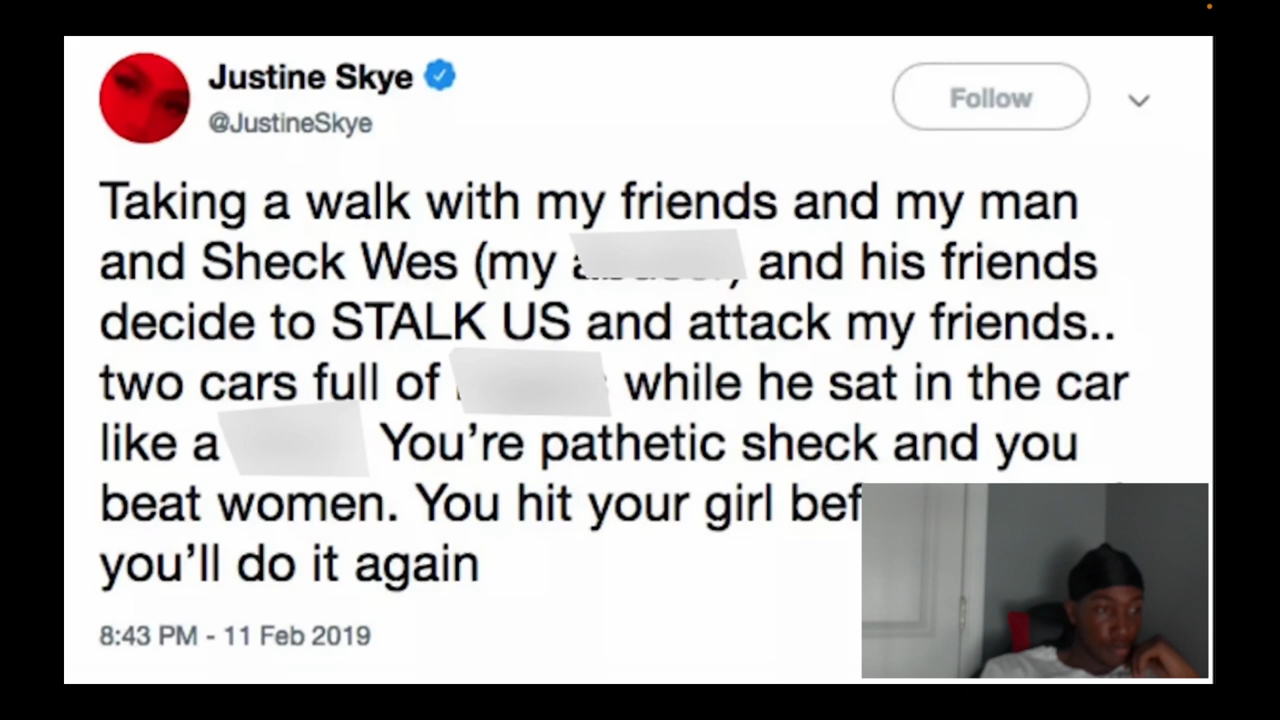 Justine Skye
@JustineSkye
Follow
Taking a walk with my friends and my man
and Sheck Wes (my and his friends
decide to STALK US and attack my friends..
two cars full of while he sat in the car
like a You’re pathetic sheck and you
beat women. You hit your girl
you’ll do it again
8:43 PM - 11 Feb 2019